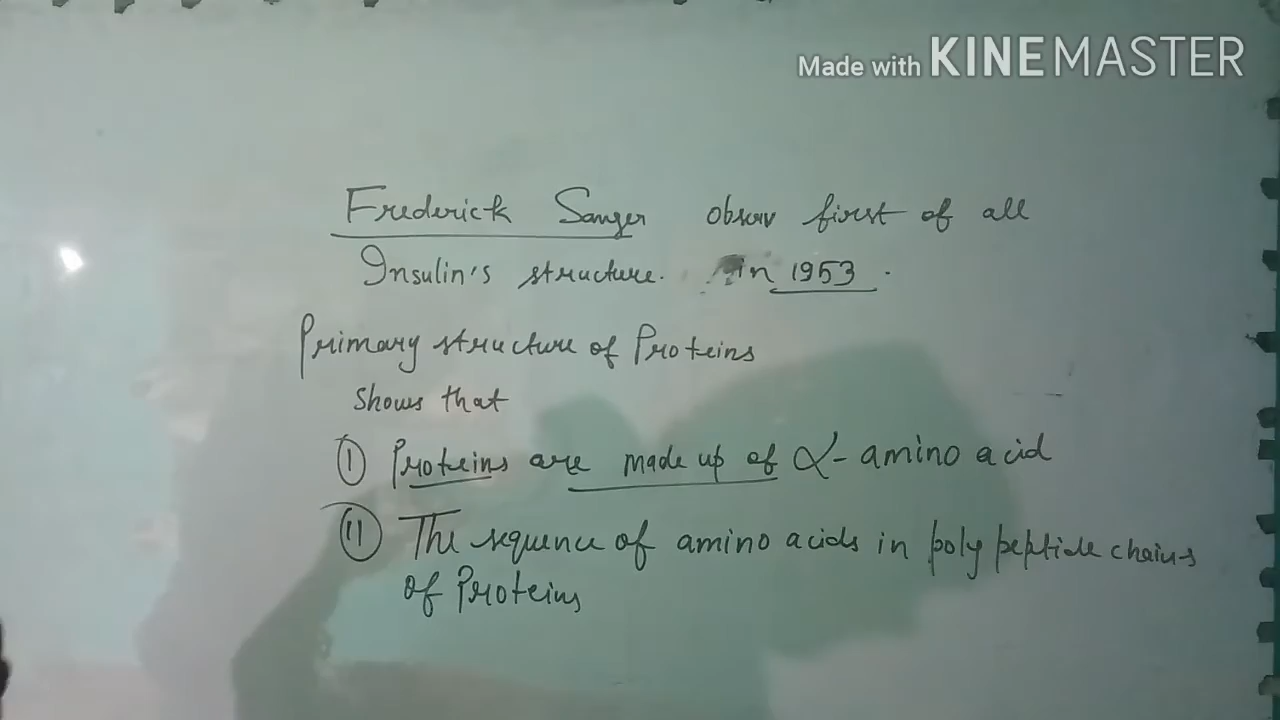 Made with KINEMASTER
Frederick Sanger observ first of all
Insulin's structure. in 1953.
Primary structure of Proteins
shows that
I Proteins are made up of α-amino acid
II The sequence of amino acids in poly peptide chains
of Proteins